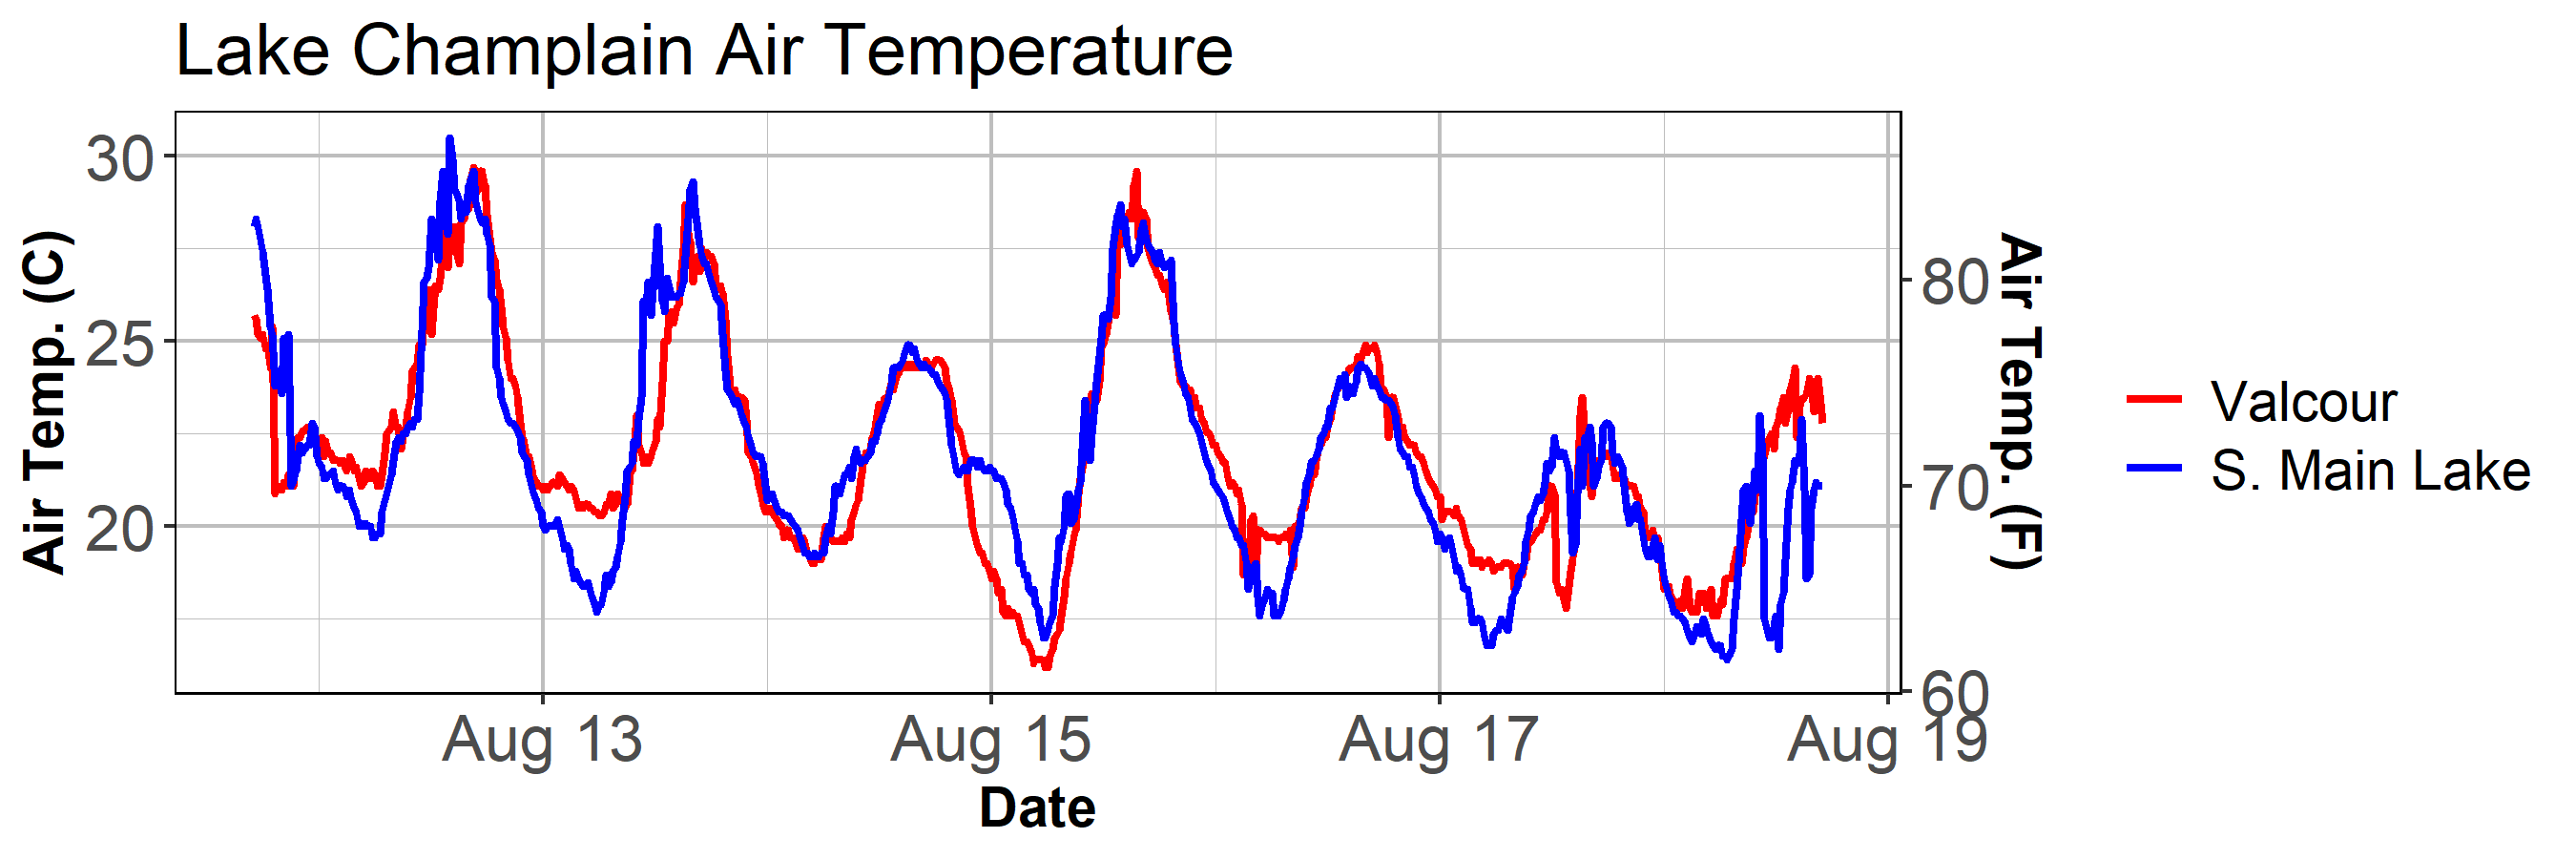 Lake Champlain Air Temperature
Air Temp. (C)
30
25
20
Air Temp. (F)
80
70
60
Aug 13
Aug 15
Aug 17
Aug 19
Date
Valcour
S. Main Lake